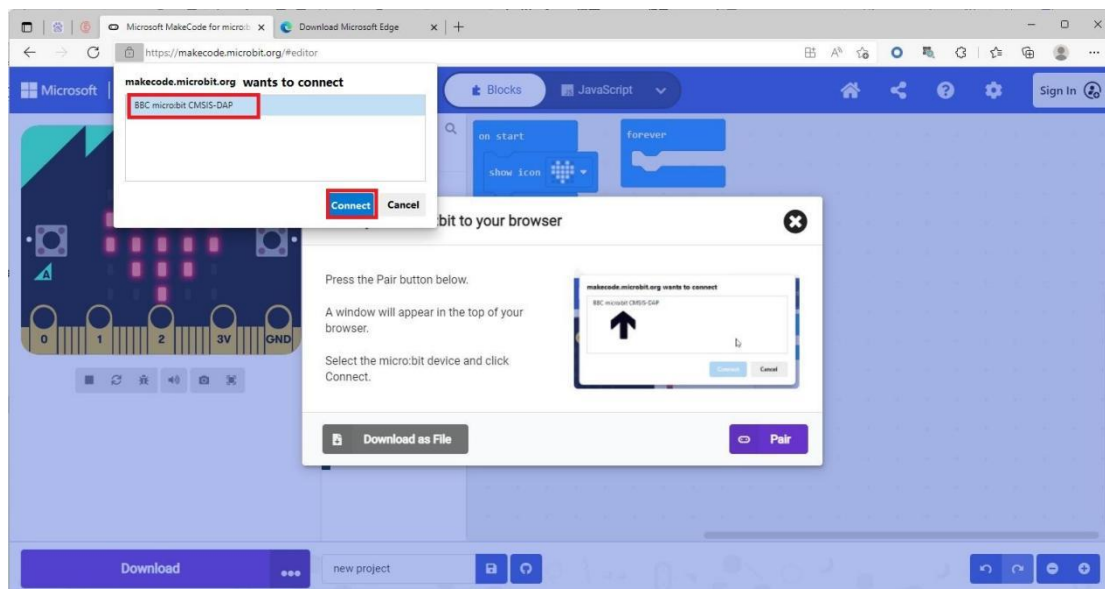 Microsoft MakeCode for micro:b
Download Microsoft Edge
https://makecode.microbit.org/#editor
makecode.microbit.org wants to connect
BBC micro:bit CMSIS-DAP
Connect
Cancel
Microsoft
Blocks
JavaScript
Sign In
on start
show icon
forever
A
0
1
2
3V
GND
bit to your browser
Press the Pair button below.
A window will appear in the top of your
browser.
Select the micro:bit device and click
Connect.
makecode.microbit.org wants to connect
BBC micro:bit CMSIS-DAP
Connect
Cancel
Download as File
Pair
Download
new project